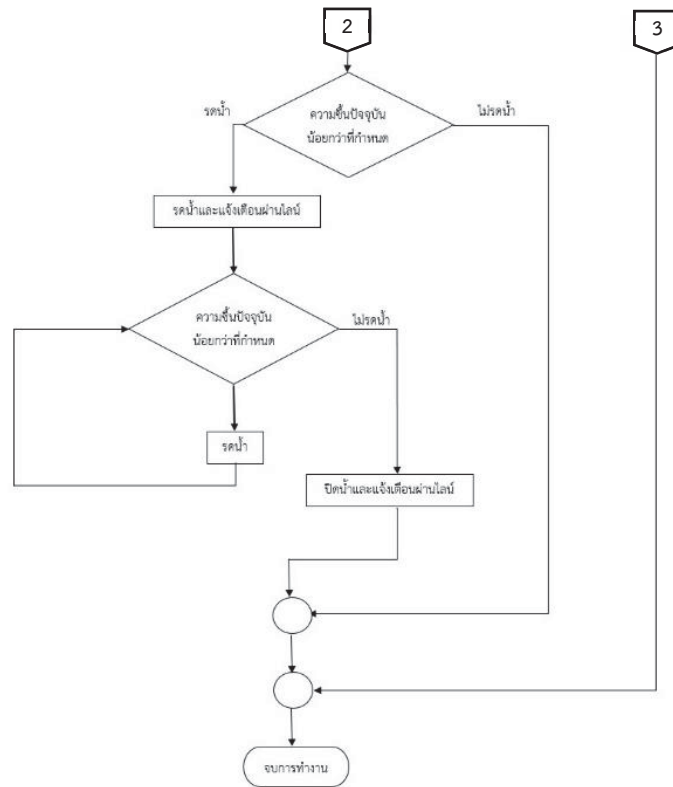 2
3
ความชื้นปัจจุบัน
น้อยกว่าที่กำหนด
รดน้ำ
ไม่รดน้ำ
รดน้ำและแจ้งเตือนผ่านไลน์
ความชื้นปัจจุบัน
น้อยกว่าที่กำหนด
ไม่รดน้ำ
รดน้ำ
ปิดน้ำและแจ้งเตือนผ่านไลน์
จบการทำงาน